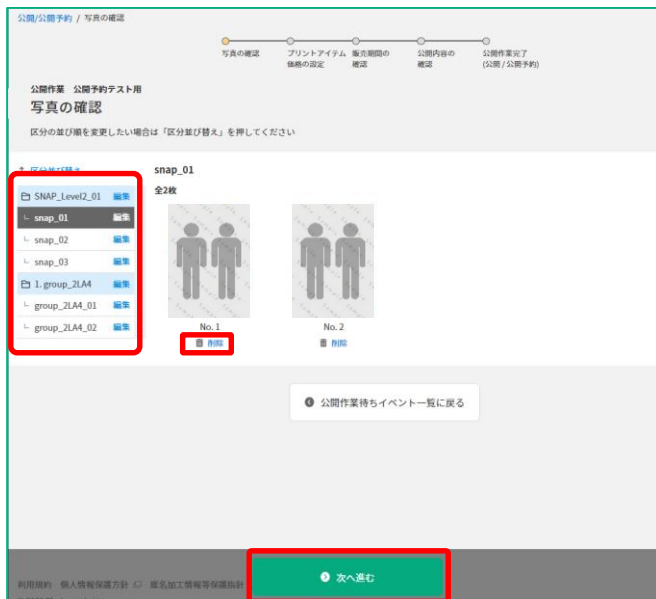 公開/公開予約 / 写真の確認
写真の確認
プリントアイテム
価格の設定
販売期間の
確認
公開内容の
確認
公開作業完了
(公開/公開予約)
公開作業 公開予約テスト用
写真の確認
区分の並び順を変更したい場合は「区分並び替え」を押してください
区分並び替え
SNAP_Level2_01 編集
snap_01 編集
snap_02 編集
snap_03 編集
1. group_2LA4 編集
group_2LA4_01 編集
group_2LA4_02 編集
snap_01
全2枚
No. 1
削除
No. 2
削除
公開作業待ちイベント一覧に戻る
次へ進む
利用規約 個人情報保護方針 匿名加工情報等保護指針